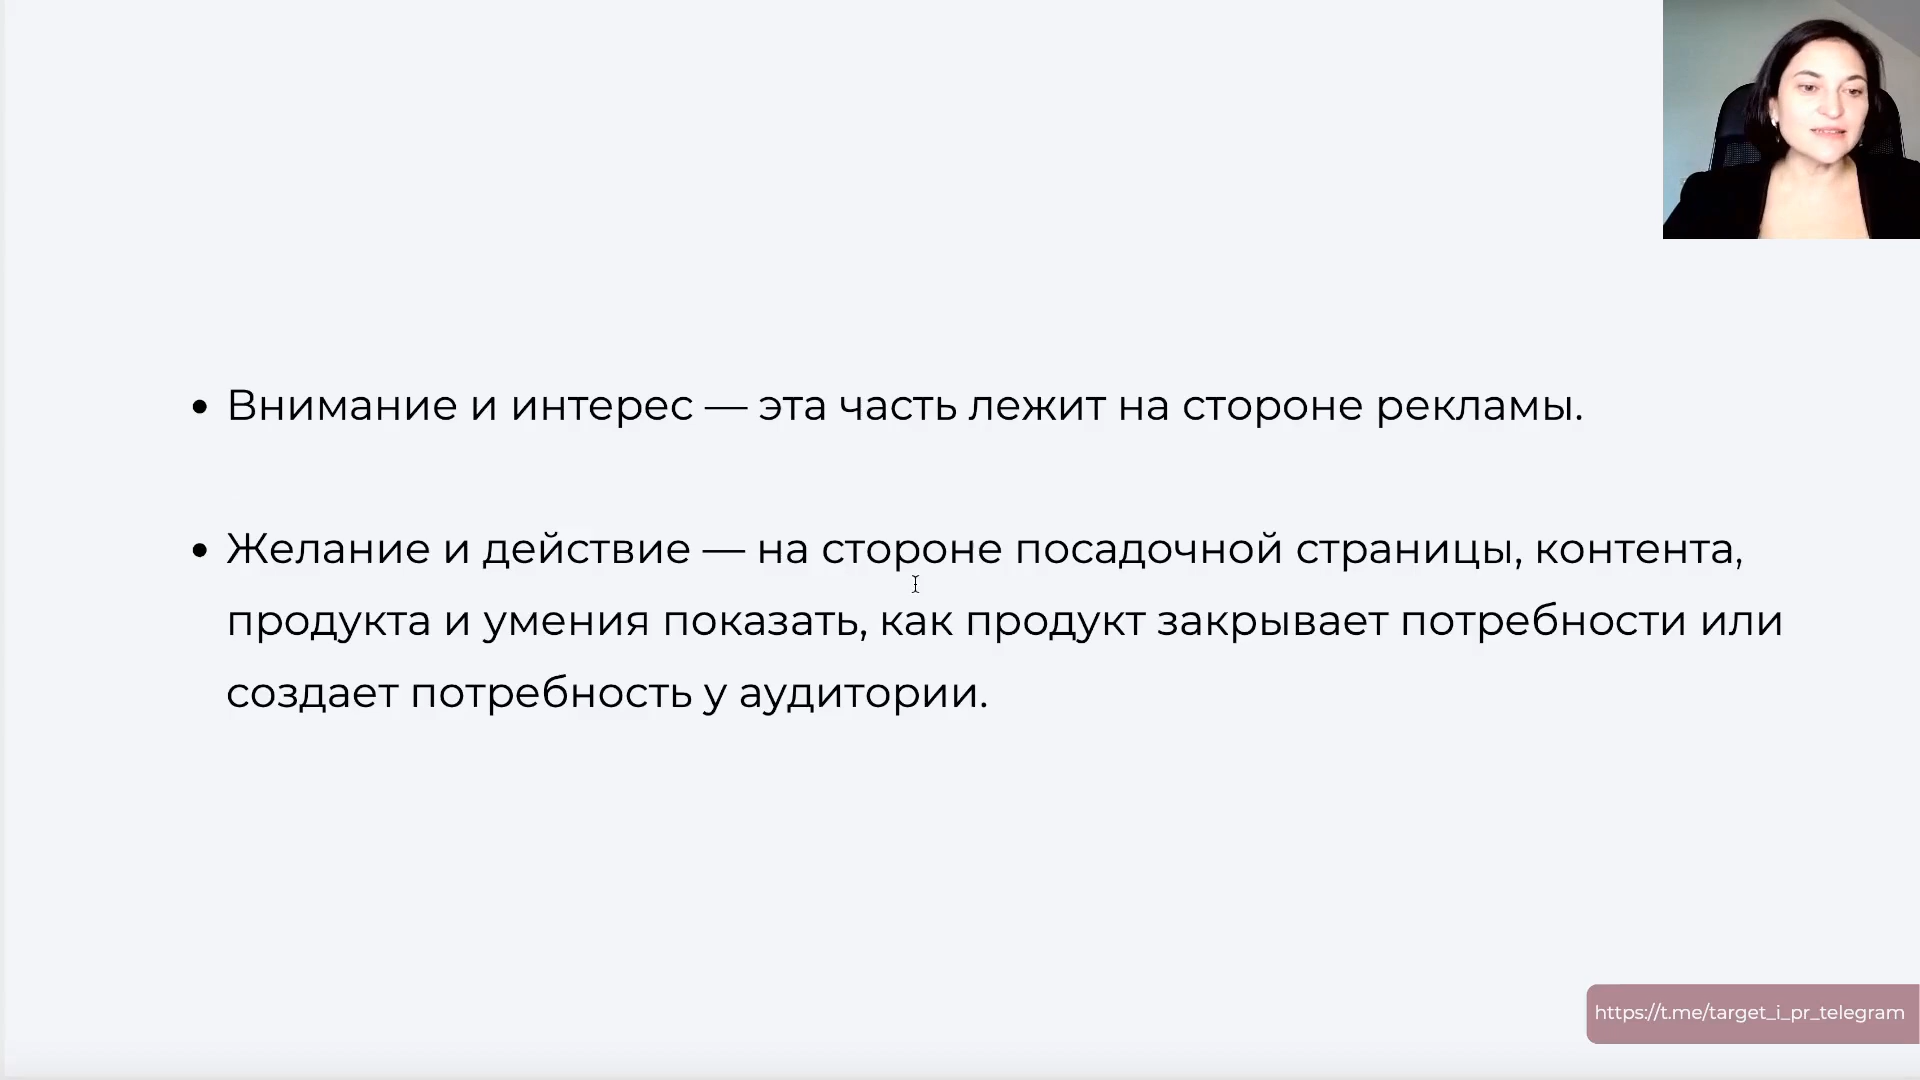 • Внимание и интерес — эта часть лежит на стороне рекламы.
• Желание и действие — на стороне посадочной страницы, контента,
продукта и умения показать, как продукт закрывает потребности или
создает потребность у аудитории.
https://t.me/target_i_pr_telegram